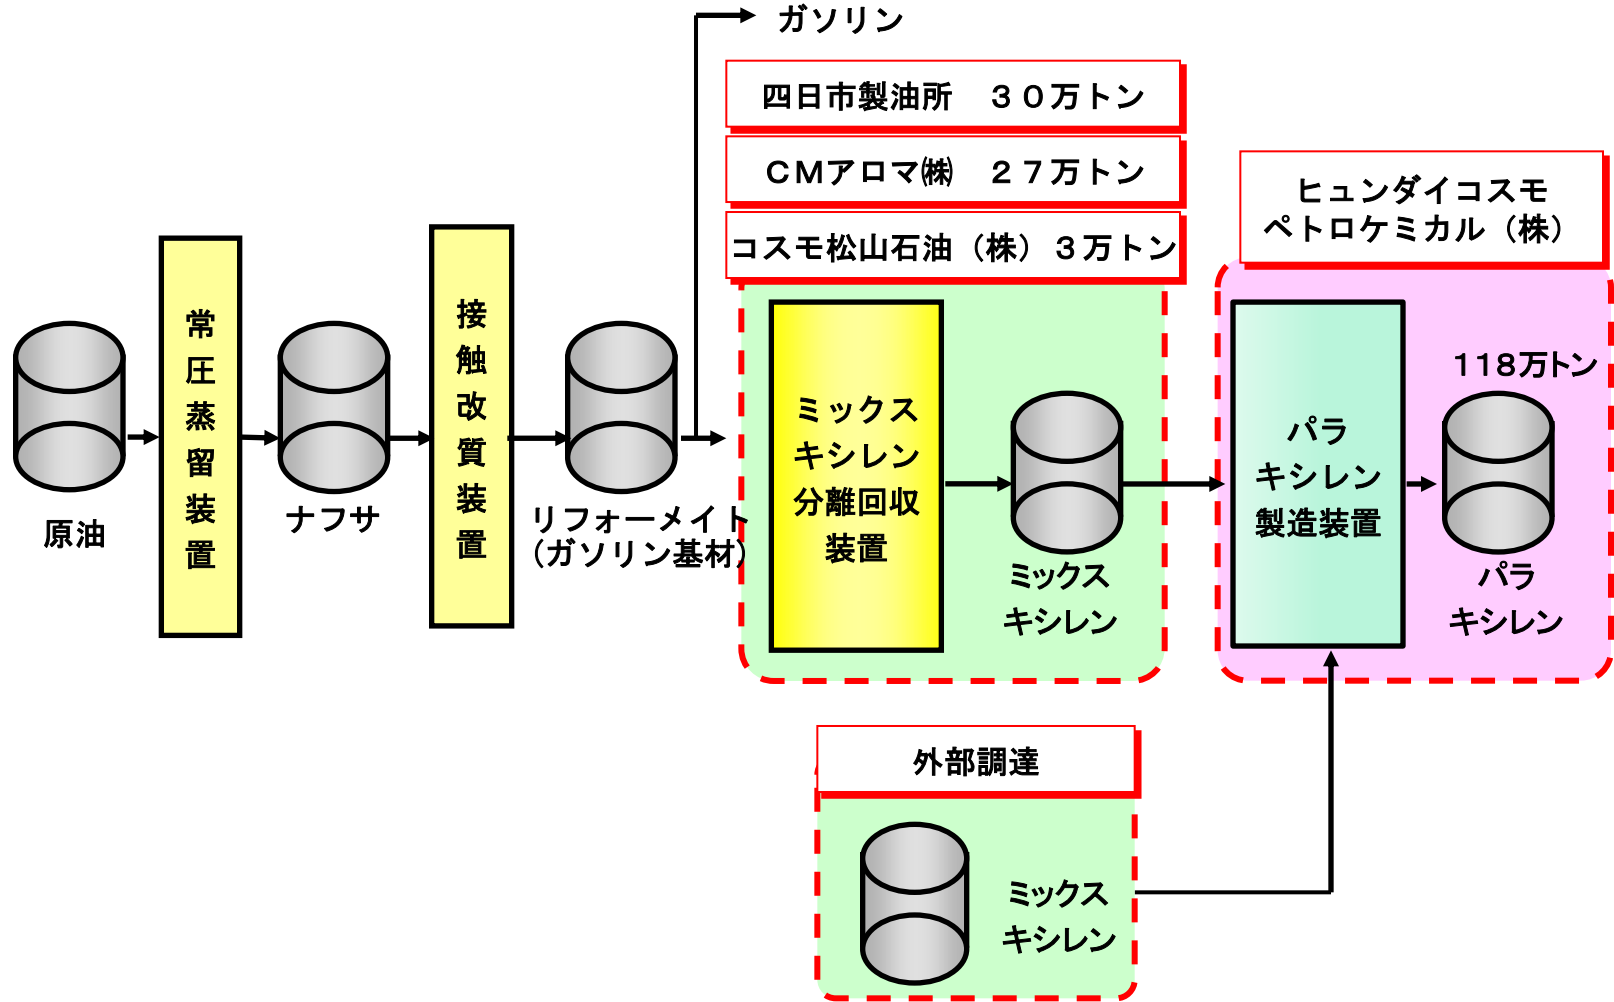 ガソリン
四日市製油所　３０万トン
ＣＭアロマ㈱　２７万トン
コスモ松山石油（株）３万トン
ヒュンダイコスモ
ペトロケミカル（株）
原油
常圧蒸留装置
ナフサ
接触改質装置
リフォーメイト
（ガソリン基材）
ミックス
キシレン
分離回収
装置
ミックス
キシレン
パラ
キシレン
製造装置
118万トン
パラ
キシレン
外部調達
ミックス
キシレン